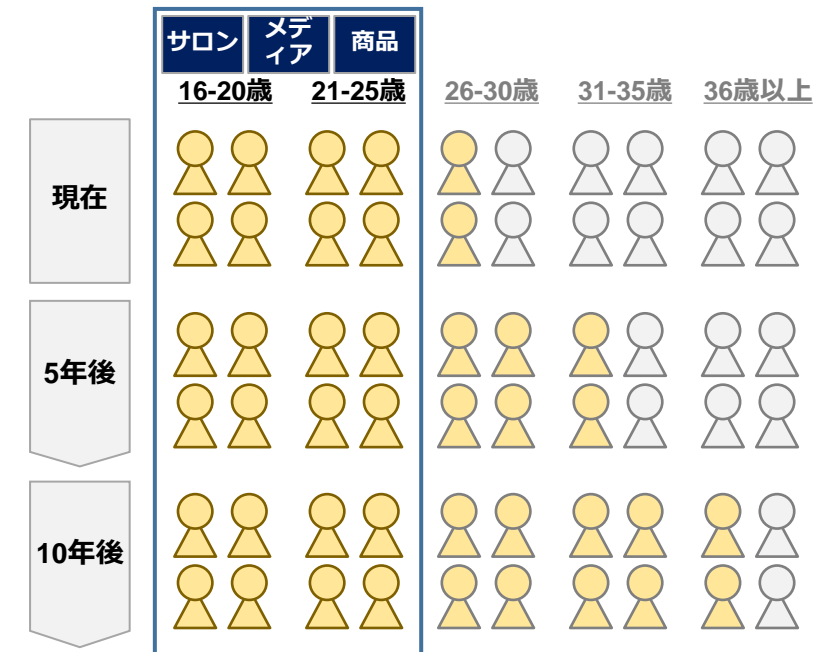 サロン
メデ
ィア
商品
16-20歳 21-25歳 26-30歳 31-35歳 36歳以上
現在
5年後
10年後